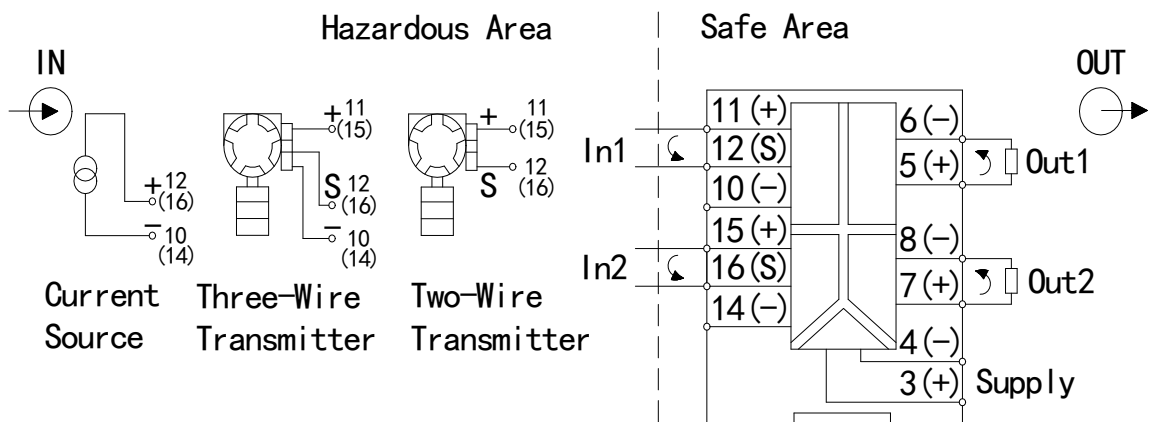 Hazardous Area
Safe Area
IN
OUT
+ 12
(16)
− 10
(14)
Current
Source
+ 11
(15)
S 12
(16)
− 10
(14)
Three-Wire
Transmitter
+ 11
(15)
S 12
(16)
Two-Wire
Transmitter
In1
In2
11(+)
12(S)
10(−)
15(+)
16(S)
14(−)
6(−)
5(+)
8(−)
7(+)
4(−)
3(+)
Out1
Out2
Supply